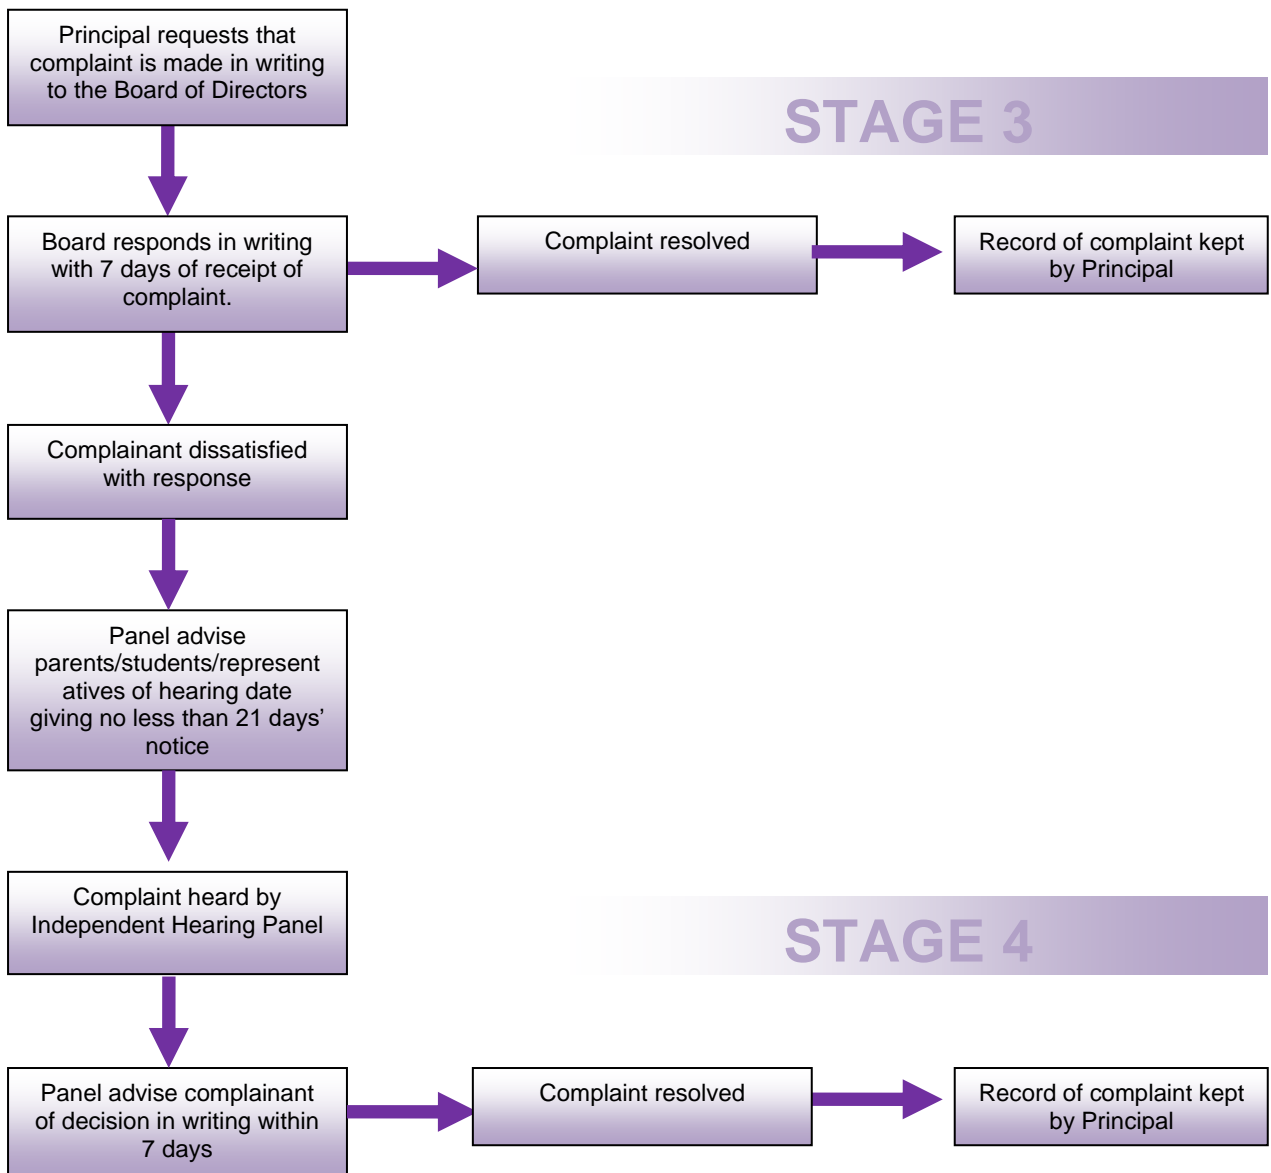 Principal requests that
complaint is made in writing
to the Board of Directors
STAGE 3
Board responds in writing
with 7 days of receipt of
complaint.
Complaint resolved
Record of complaint kept
by Principal
Complainant dissatisfied
with response
Panel advise
parents/students/represent
atives of hearing date
giving no less than 21 days’
notice
Complaint heard by
Independent Hearing Panel
STAGE 4
Panel advise complainant
of decision in writing within
7 days
Complaint resolved
Record of complaint kept
by Principal